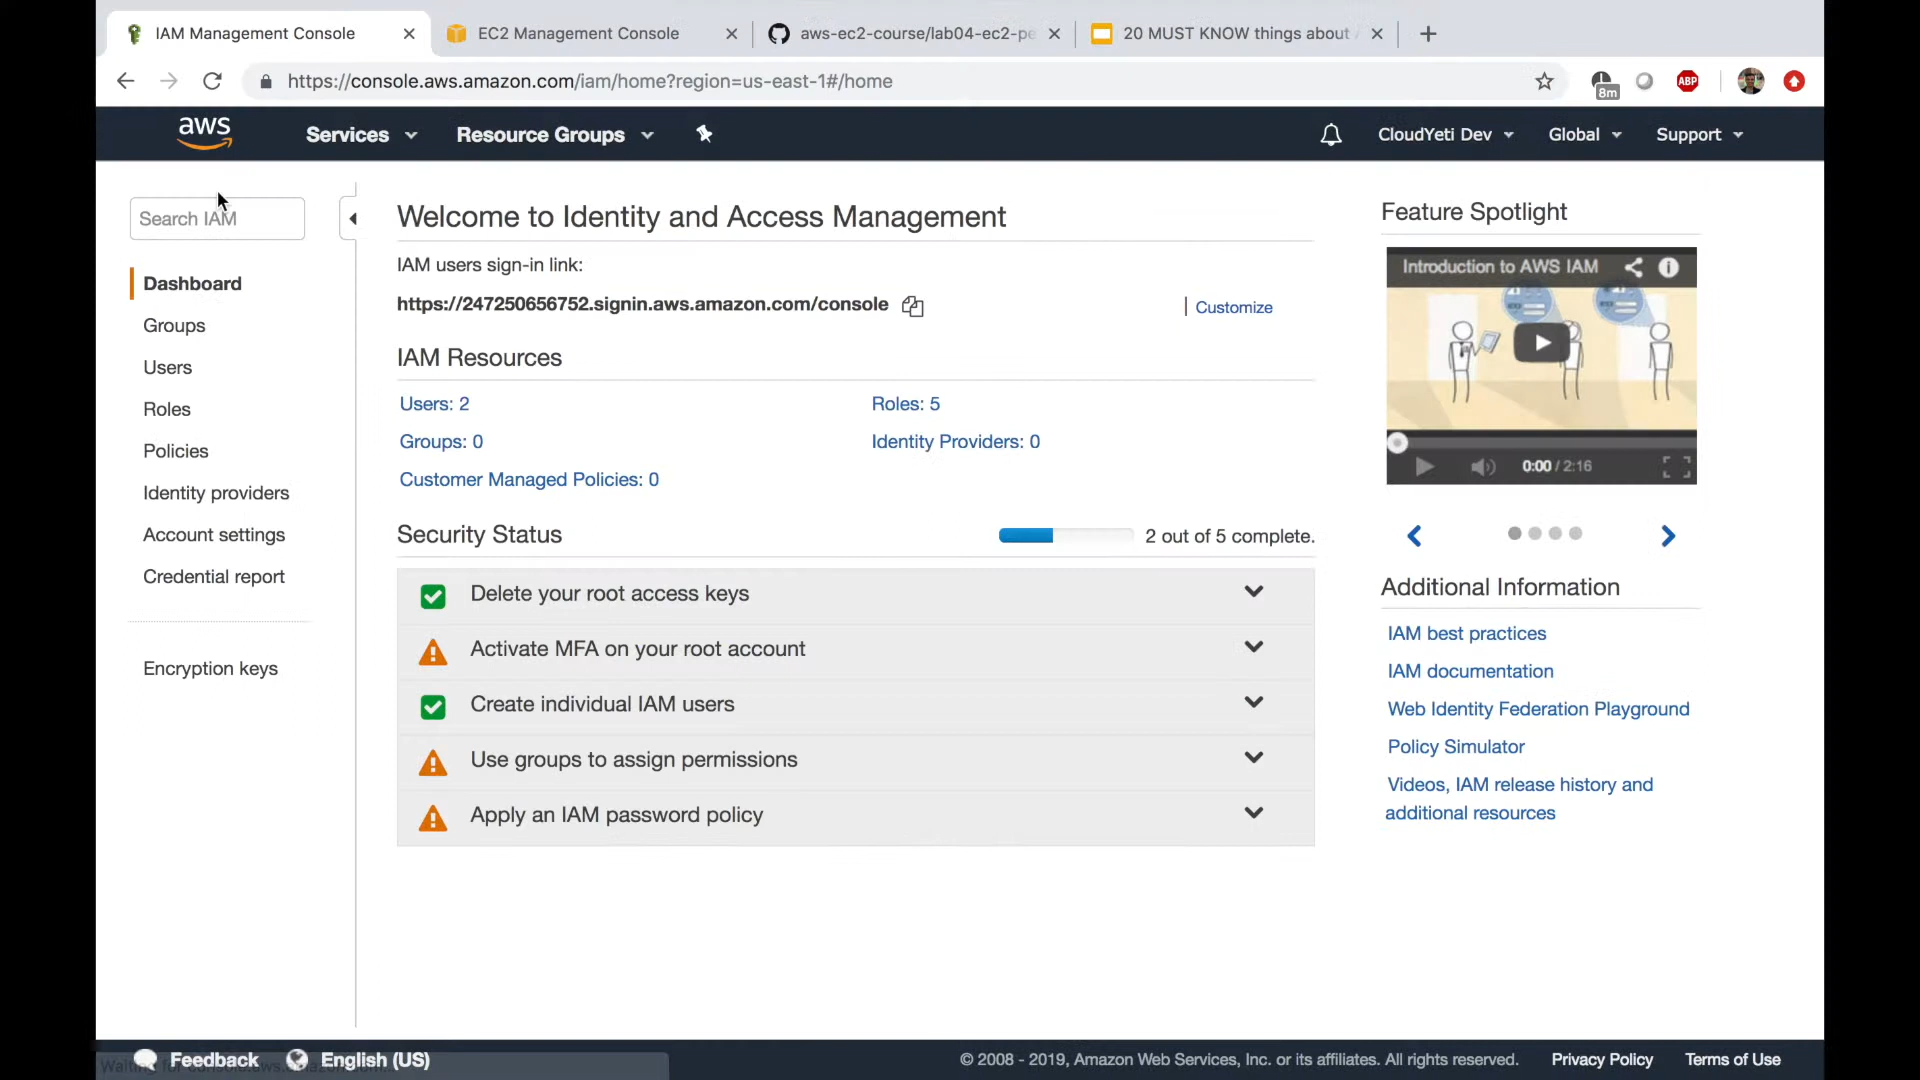 IAM Management Console
EC2 Management Console
aws-ec2-course/lab04-ec2-pe
20 MUST KNOW things about
https://console.aws.amazon.com/iam/home?region=us-east-1#/home
8m
ABP
aws
Services
Resource Groups
CloudYeti Dev
Global
Support
Search IAM
Dashboard
Groups
Users
Roles
Policies
Identity providers
Account settings
Credential report
Encryption keys
Welcome to Identity and Access Management
IAM users sign-in link:
https://247250656752.signin.aws.amazon.com/console
Customize
IAM Resources
Users: 2
Roles: 5
Groups: 0
Identity Providers: 0
Customer Managed Policies: 0
Security Status
2 out of 5 complete.
Delete your root access keys
Activate MFA on your root account
Create individual IAM users
Use groups to assign permissions
Apply an IAM password policy
Feature Spotlight
Introduction to AWS IAM
0:00 / 2:16
Additional Information
IAM best practices
IAM documentation
Web Identity Federation Playground
Policy Simulator
Videos, IAM release history and
additional resources
Feedback
English (US)
© 2008 - 2019, Amazon Web Services, Inc. or its affiliates. All rights reserved.
Privacy Policy
Terms of Use